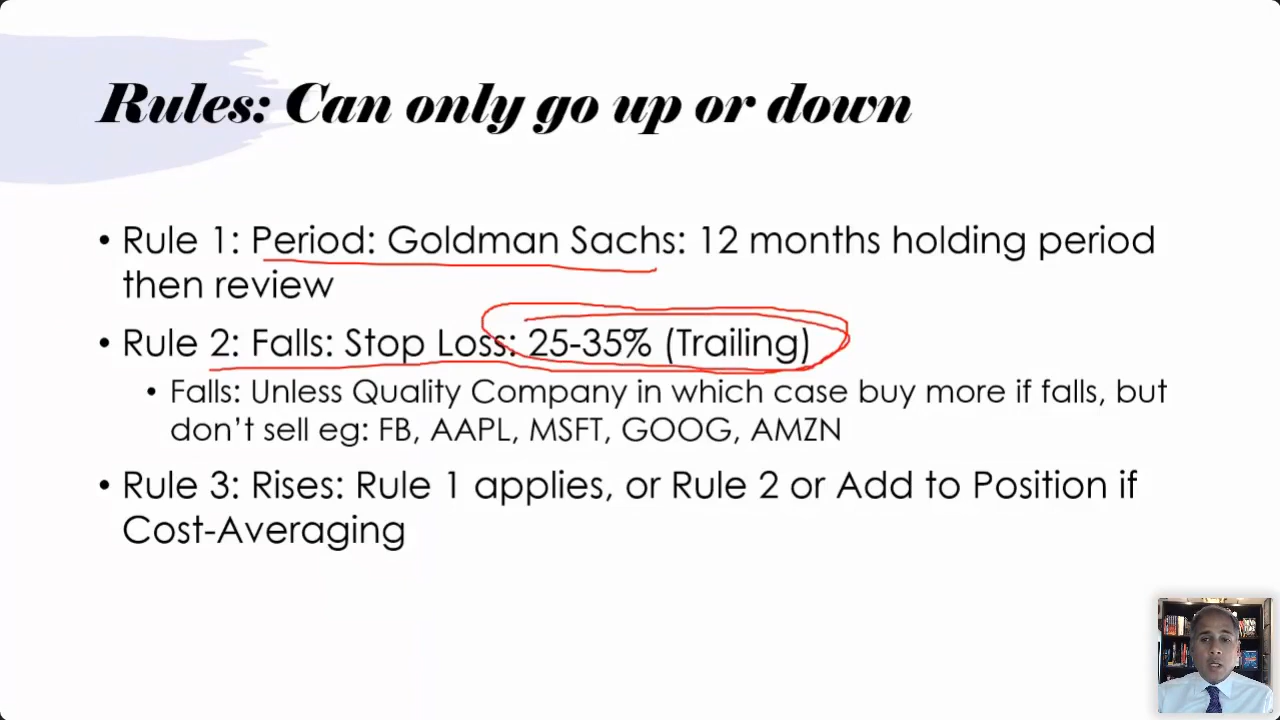 Rules: Can only go up or down
• Rule 1: Period: Goldman Sachs: 12 months holding period
then review
• Rule 2: Falls: Stop Loss: 25-35% (Trailing)
• Falls: Unless Quality Company in which case buy more if falls, but
don’t sell eg: FB, AAPL, MSFT, GOOG, AMZN
• Rule 3: Rises: Rule 1 applies, or Rule 2 or Add to Position if
Cost-Averaging